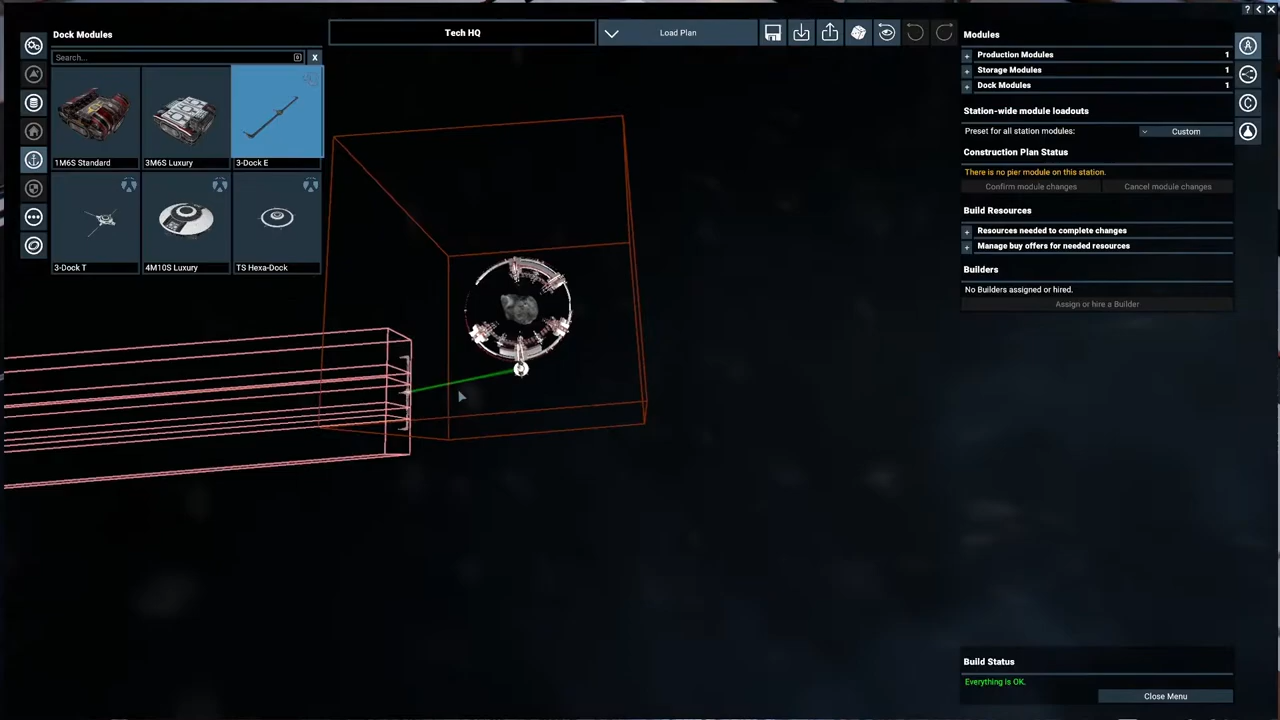 Dock Modules
Search...
X
1M6S Standard
3M6S Luxury
3-Dock E
3-Dock T
4M10S Luxury
TS Hexa-Dock
Tech HQ
Load Plan
?
Modules
+ Production Modules 1
+ Storage Modules 1
+ Dock Modules 1
Station-wide module loadouts
Preset for all station modules: Custom
Construction Plan Status
There is no pier module on this station.
Confirm module changes Cancel module changes
Build Resources
+ Resources needed to complete changes
+ Manage buy offers for needed resources
Builders
No Builders assigned or hired.
Assign or hire a Builder
Build Status
Everything is OK.
Close Menu